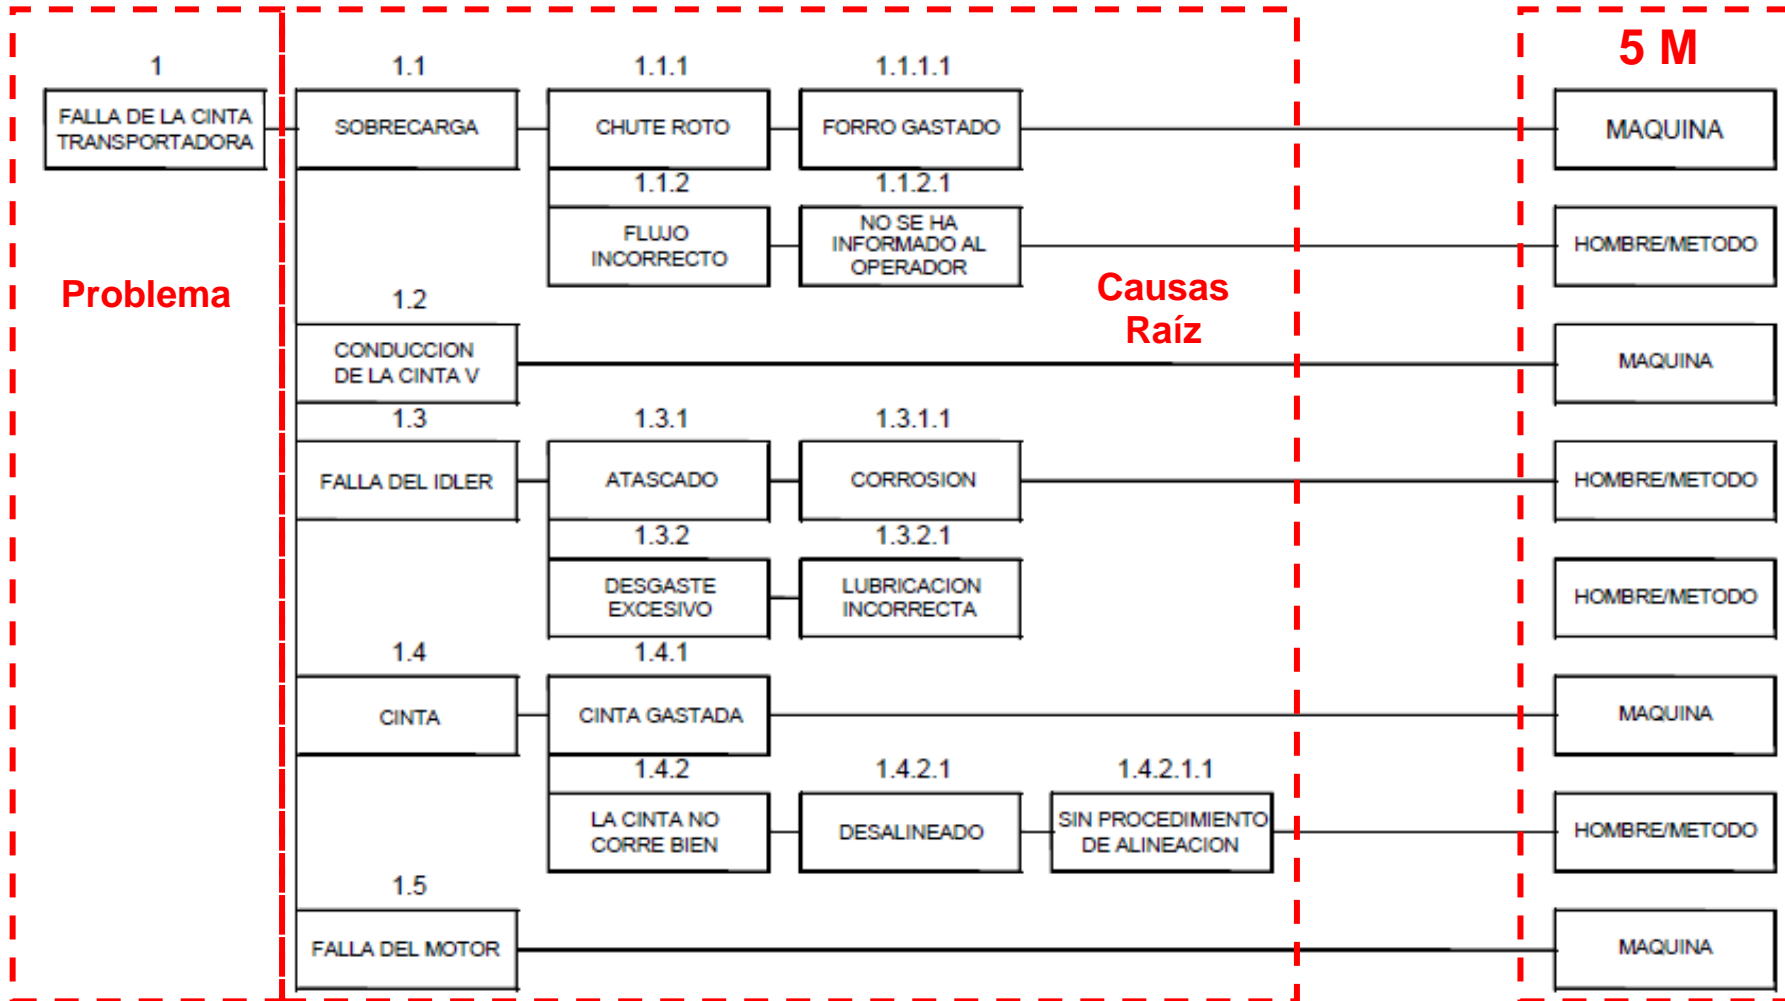 5 M
1
1.1
1.1.1
1.1.1.1
FALLA DE LA CINTA
TRANSPORTADORA
SOBRECARGA
CHUTE ROTO
FORRO GASTADO
MAQUINA
1.1.2
1.1.2.1
FLUJO
INCORRECTO
NO SE HA
INFORMADO AL
OPERADOR
HOMBRE/METODO
Problema
Causas
Raíz
1.2
CONDUCCION
DE LA CINTA V
MAQUINA
1.3
1.3.1
1.3.1.1
FALLA DEL IDLER
ATASCADO
CORROSION
HOMBRE/METODO
1.3.2
1.3.2.1
DESGASTE
EXCESIVO
LUBRICACION
INCORRECTA
HOMBRE/METODO
1.4
1.4.1
CINTA
CINTA GASTADA
MAQUINA
1.4.2
1.4.2.1
1.4.2.1.1
LA CINTA NO
CORRE BIEN
DESALINEADO
SIN PROCEDIMIENTO
DE ALINEACION
HOMBRE/METODO
1.5
FALLA DEL MOTOR
MAQUINA